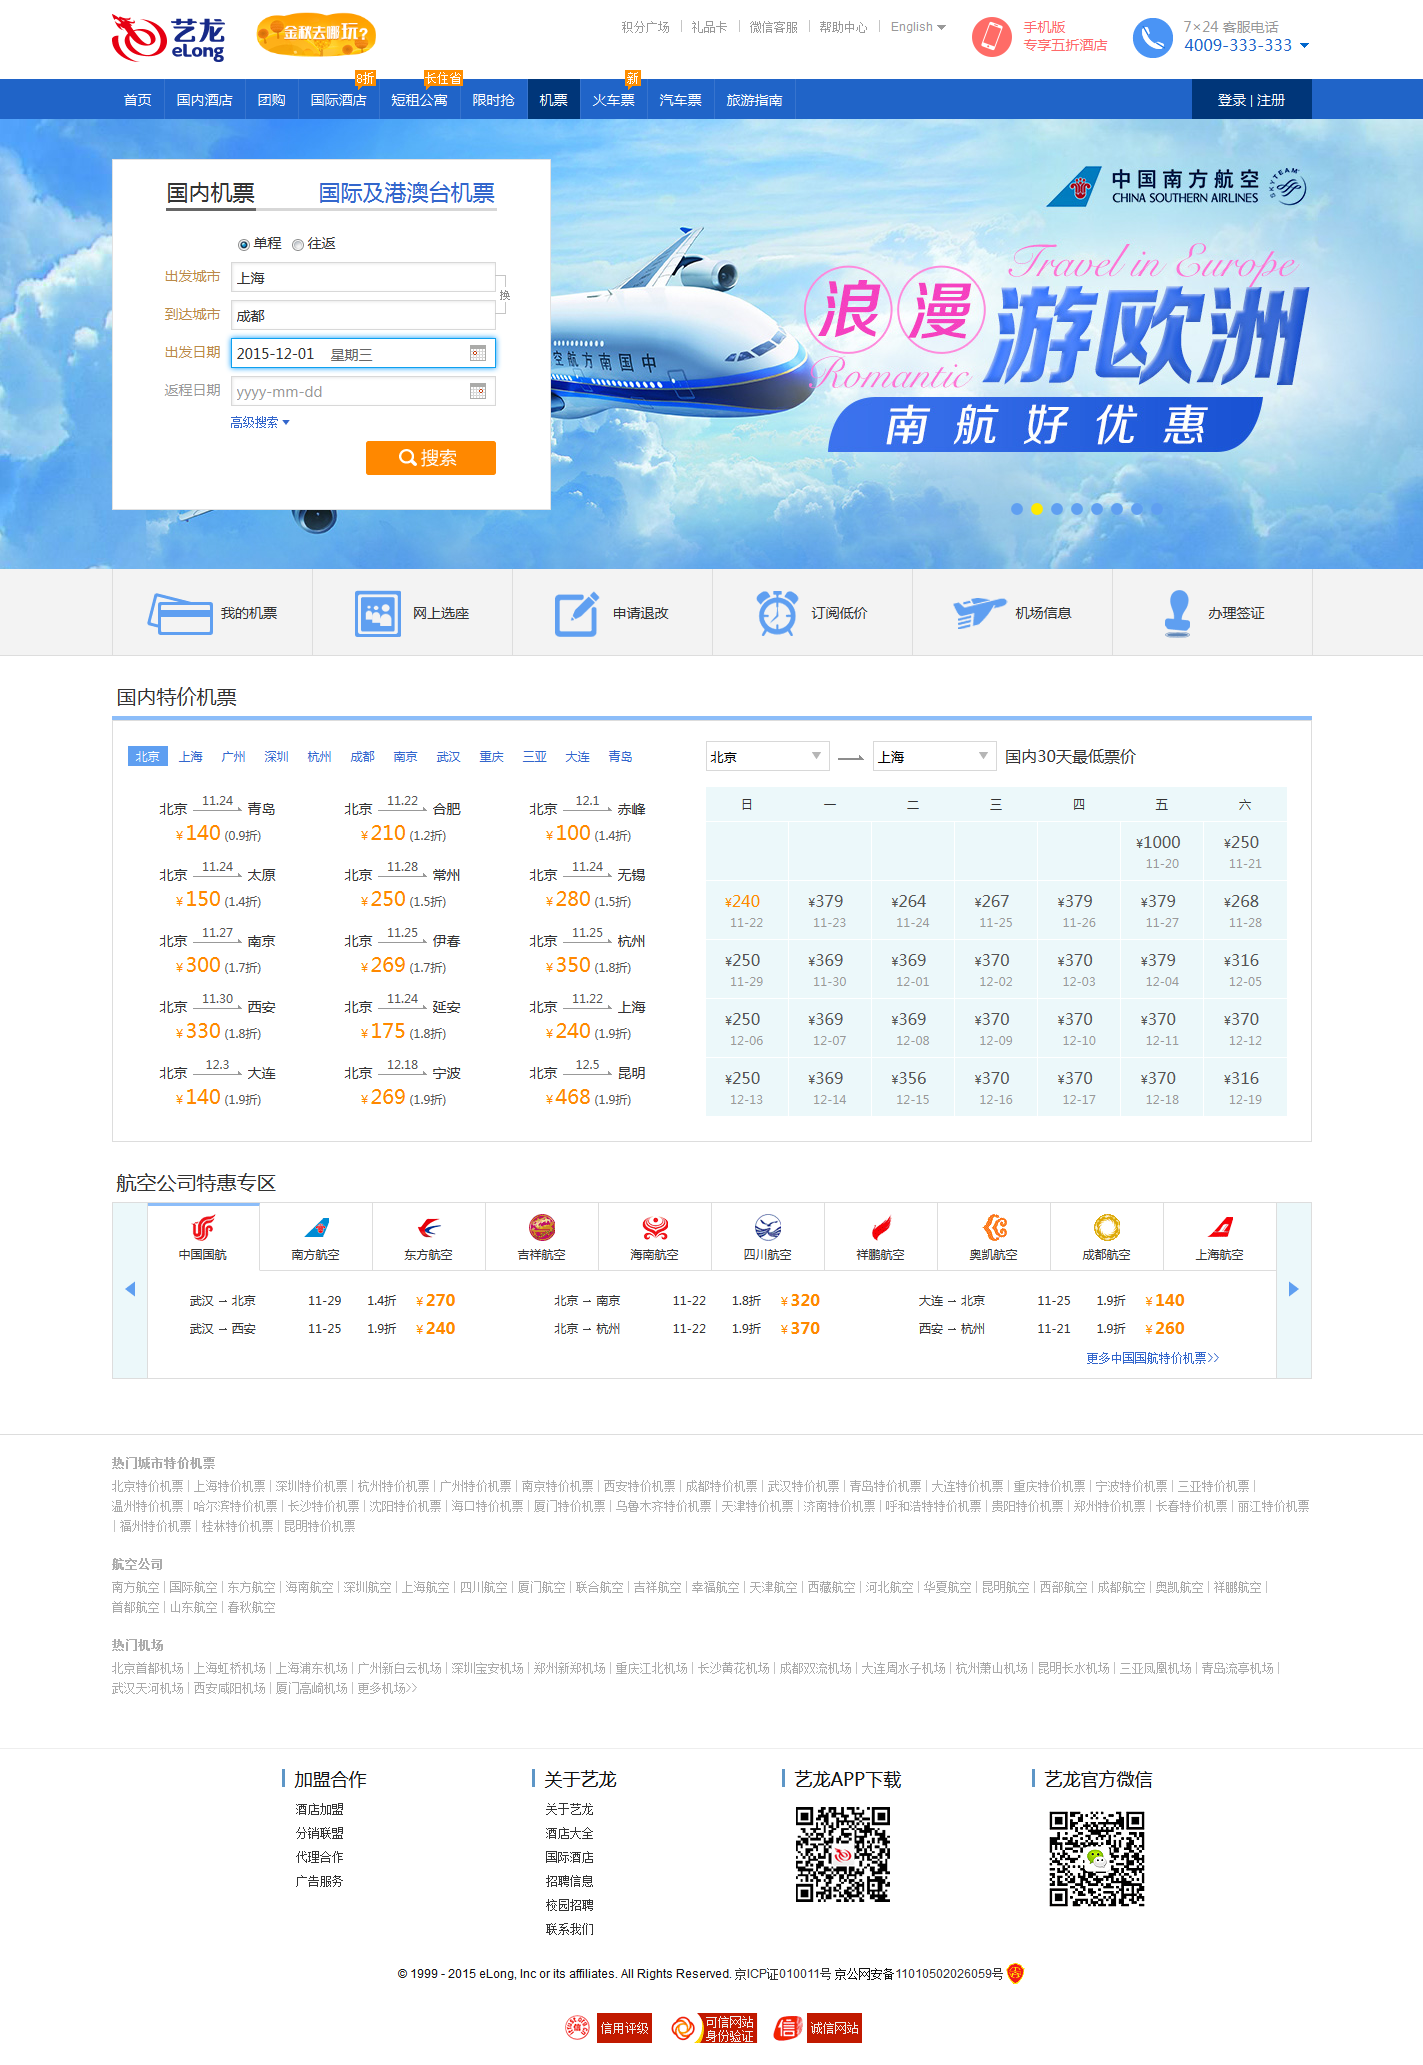 艺龙
eLong
金秋去哪玩?
积分广场 礼品卡 微信客服 帮助中心 English
手机版
专享五折酒店
7×24 客服电话
4009-333-333
8折 长住省 新
首页 国内酒店 团购 国际酒店 短租公寓 限时抢 机票 火车票 汽车票 旅游指南 登录 | 注册
国内机票 国际及港澳台机票
单程 往返
出发城市 上海
换
到达城市 成都
出发日期 2015-12-01 星期三
返程日期 yyyy-mm-dd
高级搜索
搜索
中国南方航空
CHINA SOUTHERN AIRLINES
SKYTEAM
Travel in Europe
浪漫游欧洲
Romantic
南航好优惠
中国南方航空
我的机票 网上选座 申请退改 订阅低价 机场信息 办理签证
国内特价机票
北京 上海 广州 深圳 杭州 成都 南京 武汉 重庆 三亚 大连 青岛
北京 11.24 青岛 北京 11.22 合肥 北京 12.1 赤峰
¥140 (0.9折) ¥210 (1.2折) ¥100 (1.4折)
北京 11.24 太原 北京 11.28 常州 北京 11.24 无锡
¥150 (1.4折) ¥250 (1.5折) ¥280 (1.5折)
北京 11.27 南京 北京 11.25 伊春 北京 11.25 杭州
¥300 (1.7折) ¥269 (1.7折) ¥350 (1.8折)
北京 11.30 西安 北京 11.24 延安 北京 11.22 上海
¥330 (1.8折) ¥175 (1.8折) ¥240 (1.9折)
北京 12.3 大连 北京 12.18 宁波 北京 12.5 昆明
¥140 (1.9折) ¥269 (1.9折) ¥468 (1.9折)
北京 上海 国内30天最低票价
日 一 二 三 四 五 六
¥1000 ¥250
11-20 11-21
¥240 ¥379 ¥264 ¥267 ¥379 ¥379 ¥268
11-22 11-23 11-24 11-25 11-26 11-27 11-28
¥250 ¥369 ¥369 ¥370 ¥370 ¥379 ¥316
11-29 11-30 12-01 12-02 12-03 12-04 12-05
¥250 ¥369 ¥369 ¥370 ¥370 ¥370 ¥370
12-06 12-07 12-08 12-09 12-10 12-11 12-12
¥250 ¥369 ¥356 ¥370 ¥370 ¥370 ¥316
12-13 12-14 12-15 12-16 12-17 12-18 12-19
航空公司特惠专区
中国国航 南方航空 东方航空 吉祥航空 海南航空 四川航空 祥鹏航空 奥凯航空 成都航空 上海航空
武汉 – 北京 11-29 1.4折 ¥270 北京 – 南京 11-22 1.8折 ¥320 大连 – 北京 11-25 1.9折 ¥140
武汉 – 西安 11-25 1.9折 ¥240 北京 – 杭州 11-22 1.9折 ¥370 西安 – 杭州 11-21 1.9折 ¥260
更多中国国航特价机票>>
热门城市特价机票
北京特价机票 | 上海特价机票 | 深圳特价机票 | 杭州特价机票 | 广州特价机票 | 南京特价机票 | 西安特价机票 | 成都特价机票 | 武汉特价机票 | 青岛特价机票 | 大连特价机票 | 重庆特价机票 | 宁波特价机票 | 三亚特价机票 |
温州特价机票 | 哈尔滨特价机票 | 长沙特价机票 | 沈阳特价机票 | 海口特价机票 | 厦门特价机票 | 乌鲁木齐特价机票 | 天津特价机票 | 济南特价机票 | 呼和浩特特价机票 | 贵阳特价机票 | 郑州特价机票 | 长春特价机票 | 丽江特价机票
| 福州特价机票 | 桂林特价机票 | 昆明特价机票
航空公司
南方航空 | 国际航空 | 东方航空 | 海南航空 | 深圳航空 | 上海航空 | 四川航空 | 厦门航空 | 联合航空 | 吉祥航空 | 幸福航空 | 天津航空 | 西藏航空 | 河北航空 | 华夏航空 | 昆明航空 | 西部航空 | 成都航空 | 奥凯航空 | 祥鹏航空 |
首都航空 | 山东航空 | 春秋航空
热门机场
北京首都机场 | 上海虹桥机场 | 上海浦东机场 | 广州新白云机场 | 深圳宝安机场 | 郑州新郑机场 | 重庆江北机场 | 长沙黄花机场 | 成都双流机场 | 大连周水子机场 | 杭州萧山机场 | 昆明长水机场 | 三亚凤凰机场 | 青岛流亭机场 |
武汉天河机场 | 西安咸阳机场 | 厦门高崎机场 | 更多机场>>
加盟合作 关于艺龙 艺龙APP下载 艺龙官方微信
酒店加盟 关于艺龙
分销联盟 酒店大全
代理合作 国际酒店
广告服务 招聘信息
校园招聘
联系我们
© 1999 - 2015 eLong, Inc or its affiliates. All Rights Reserved. 京ICP证010011号 京公网安备11010502026059号
信 信用评级 可信网站 信 诚信网站
身份验证